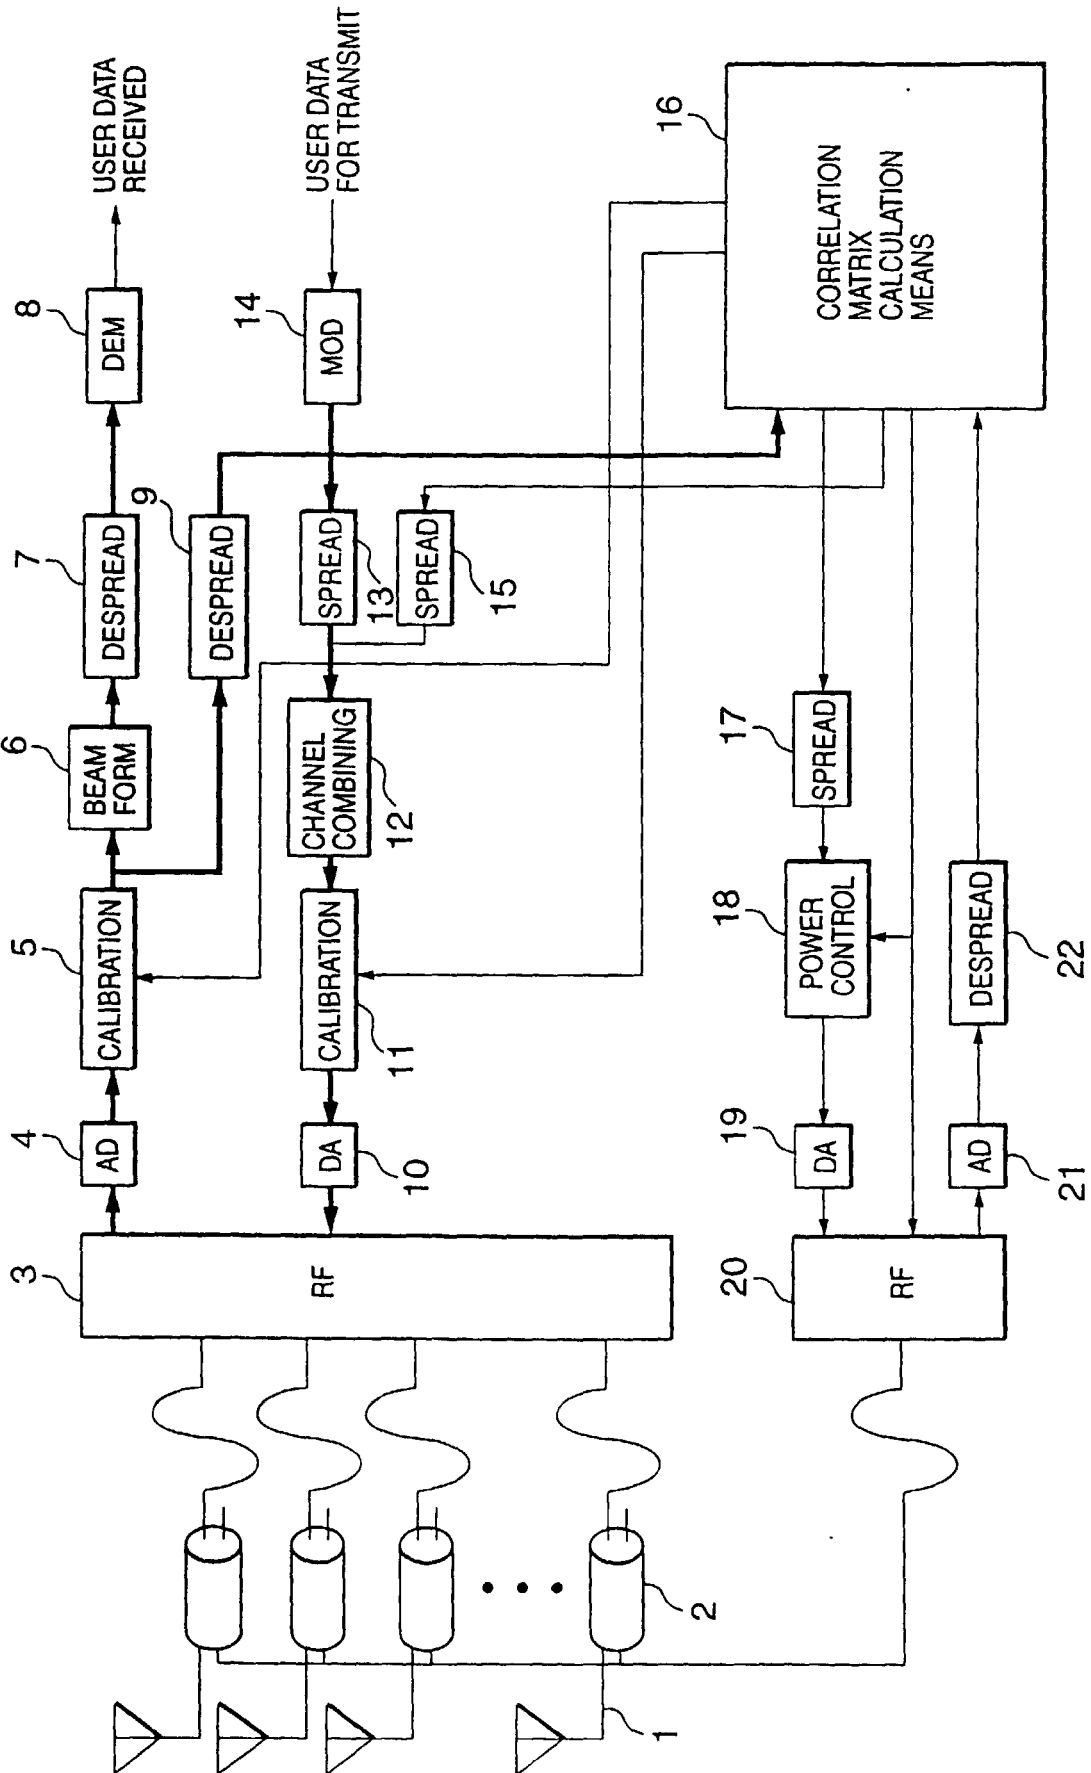 USER DATA
RECEIVED
8
DEM
7
DESPREAD
9
DESPREAD
6
BEAM
FORM
5
CALIBRATION
4
AD
3
RF
USER DATA
FOR TRANSMIT
14
MOD
SPREAD
13
SPREAD
15
CHANNEL
COMBINING
12
CALIBRATION
11
DA
10
16
CORRELATION
MATRIX
CALCULATION
MEANS
17
SPREAD
18
POWER
CONTROL
19
DA
20
RF
AD
21
DESPREAD
22
2
1